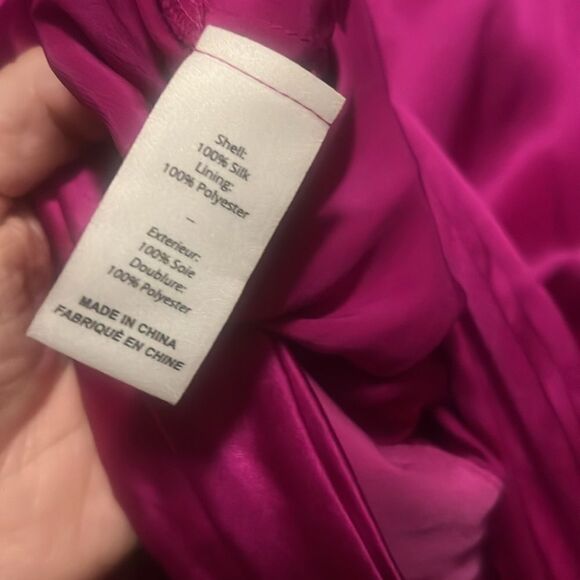 Shell:
100% Silk
Lining:
100% Polyester
-
Exterieur:
100% Soie
Doublure:
100% Polyester
MADE IN CHINA
FABRIQUÉ EN CHINE